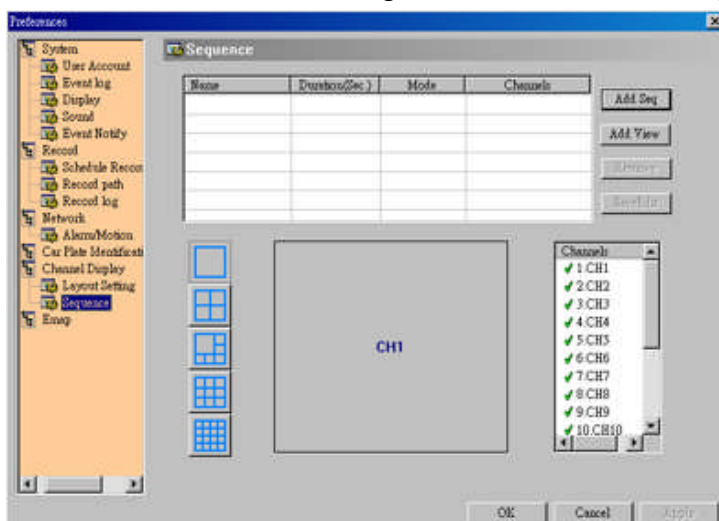 Preferences
System
User Account
Event log
Display
Sound
Event Notify
Record
Schedule Recor
Record path
Record log
Network
Alarm/Motion
Car Plate Identificati
Channel Display
Layout Setting
Sequence
Emap
Sequence
Name Duration(Sec.) Mode Channels
Add Seq
Add View
CH1
Channels
1.CH1
2.CH2
3.CH3
4.CH4
5.CH5
6.CH6
7.CH7
8.CH8
9.CH9
10.CH10
OK Cancel Apply